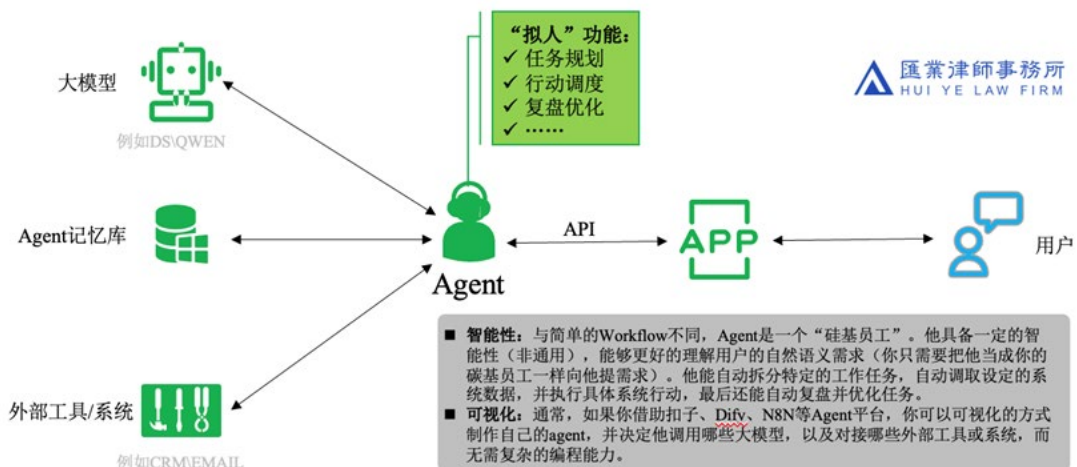 “拟人”功能：
✓ 任务规划
✓ 行动调度
✓ 复盘优化
✓ ……
匯業律師事務所
HUI YE LAW FIRM
大模型
例如DS\QWEN
Agent记忆库
Agent
API
APP
用户
■ 智能性：与简单的Workflow不同，Agent是一个“硅基员工”。他具备一定的智
能性（非通用），能够更好的理解用户的自然语义需求（你只需要把他当成你的
碳基员工一样向他提需求）。他能自动拆分特定的工作任务，自动调取设定的系
统数据，并执行具体系统行动，最后还能自动复盘并优化任务。
■ 可视化：通常，如果你借助扣子、Dify、N8N等Agent平台，你可以可视化的方式
制作自己的agent，并决定他调用哪些大模型，以及对接哪些外部工具或系统，而
无需复杂的编程能力。
外部工具/系统
例如CRM\EMAIL